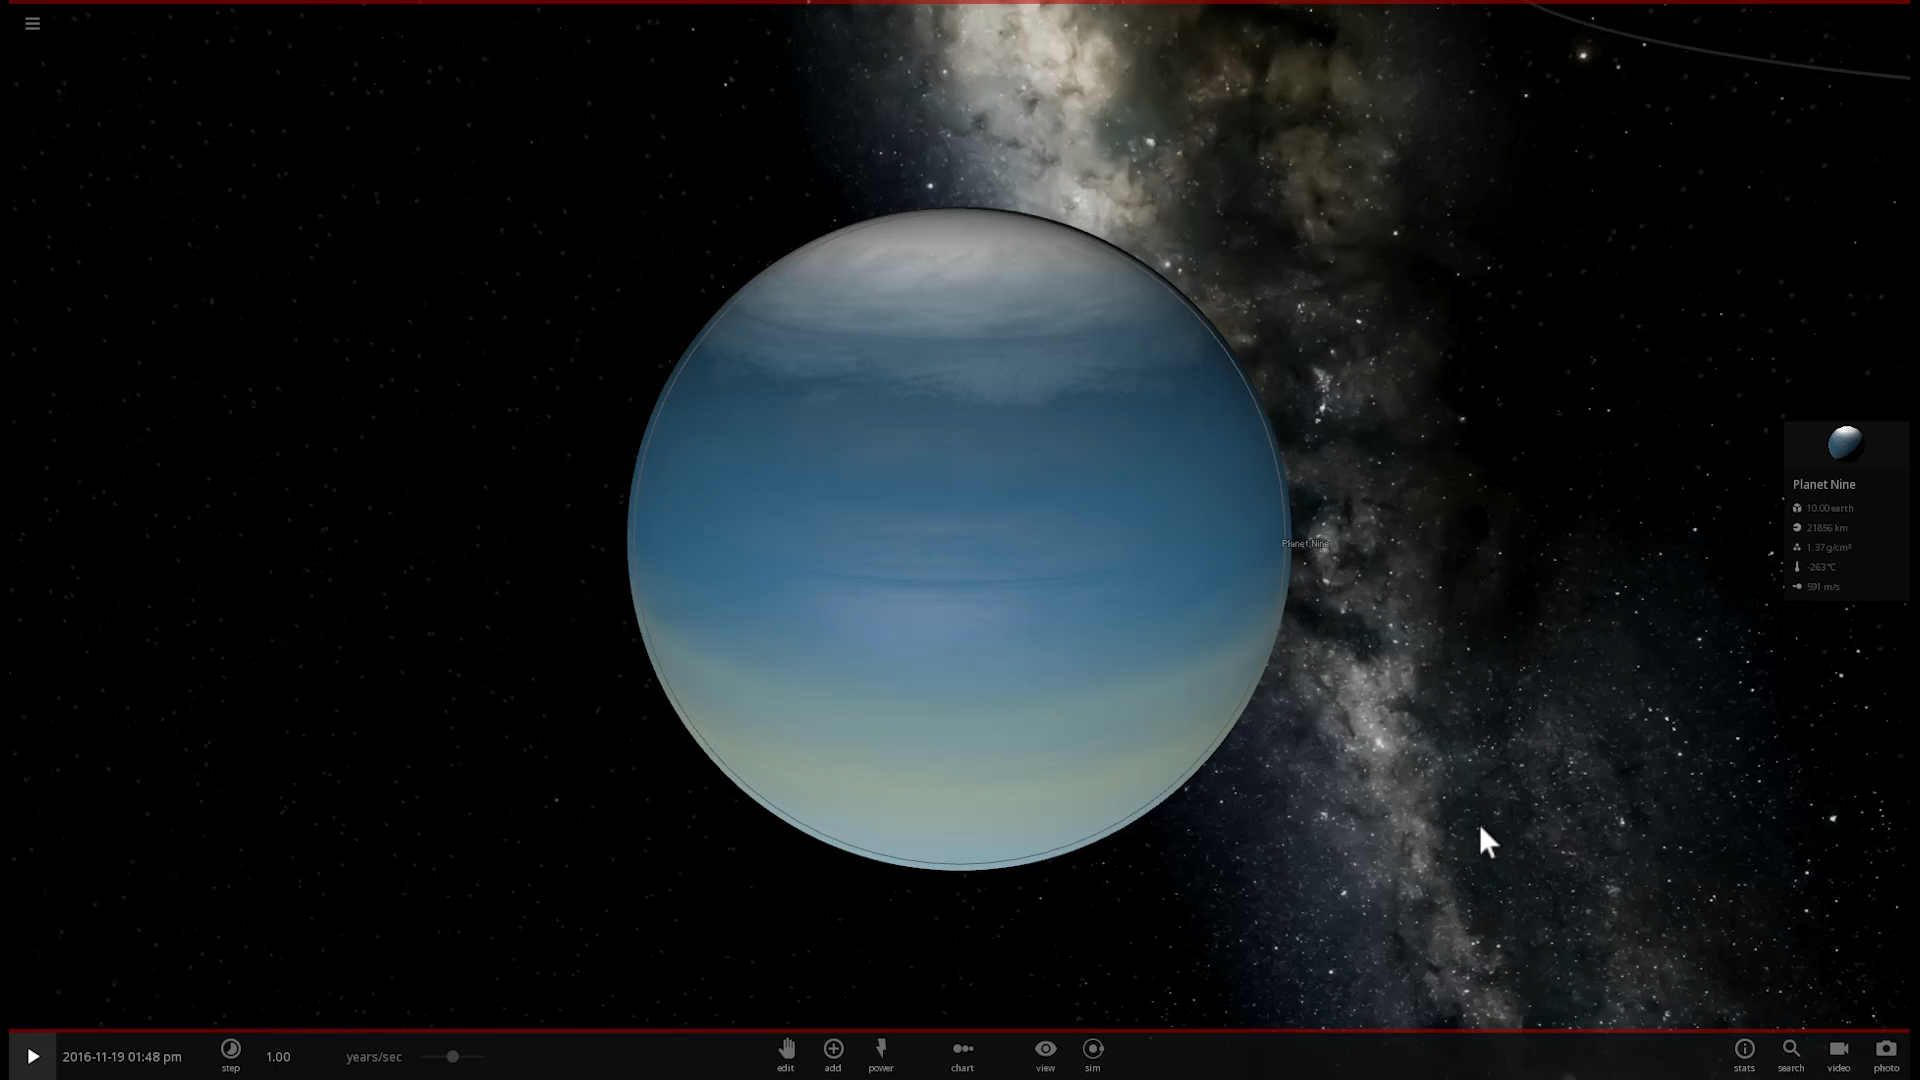 Planet Nine
Planet Nine
10.00 earth
21856 km
1.37 g/cm³
-263 °C
591 m/s
2016-11-19 01:48 pm
step
1.00
years/sec
edit
add
power
chart
view
sim
stats
search
video
photo